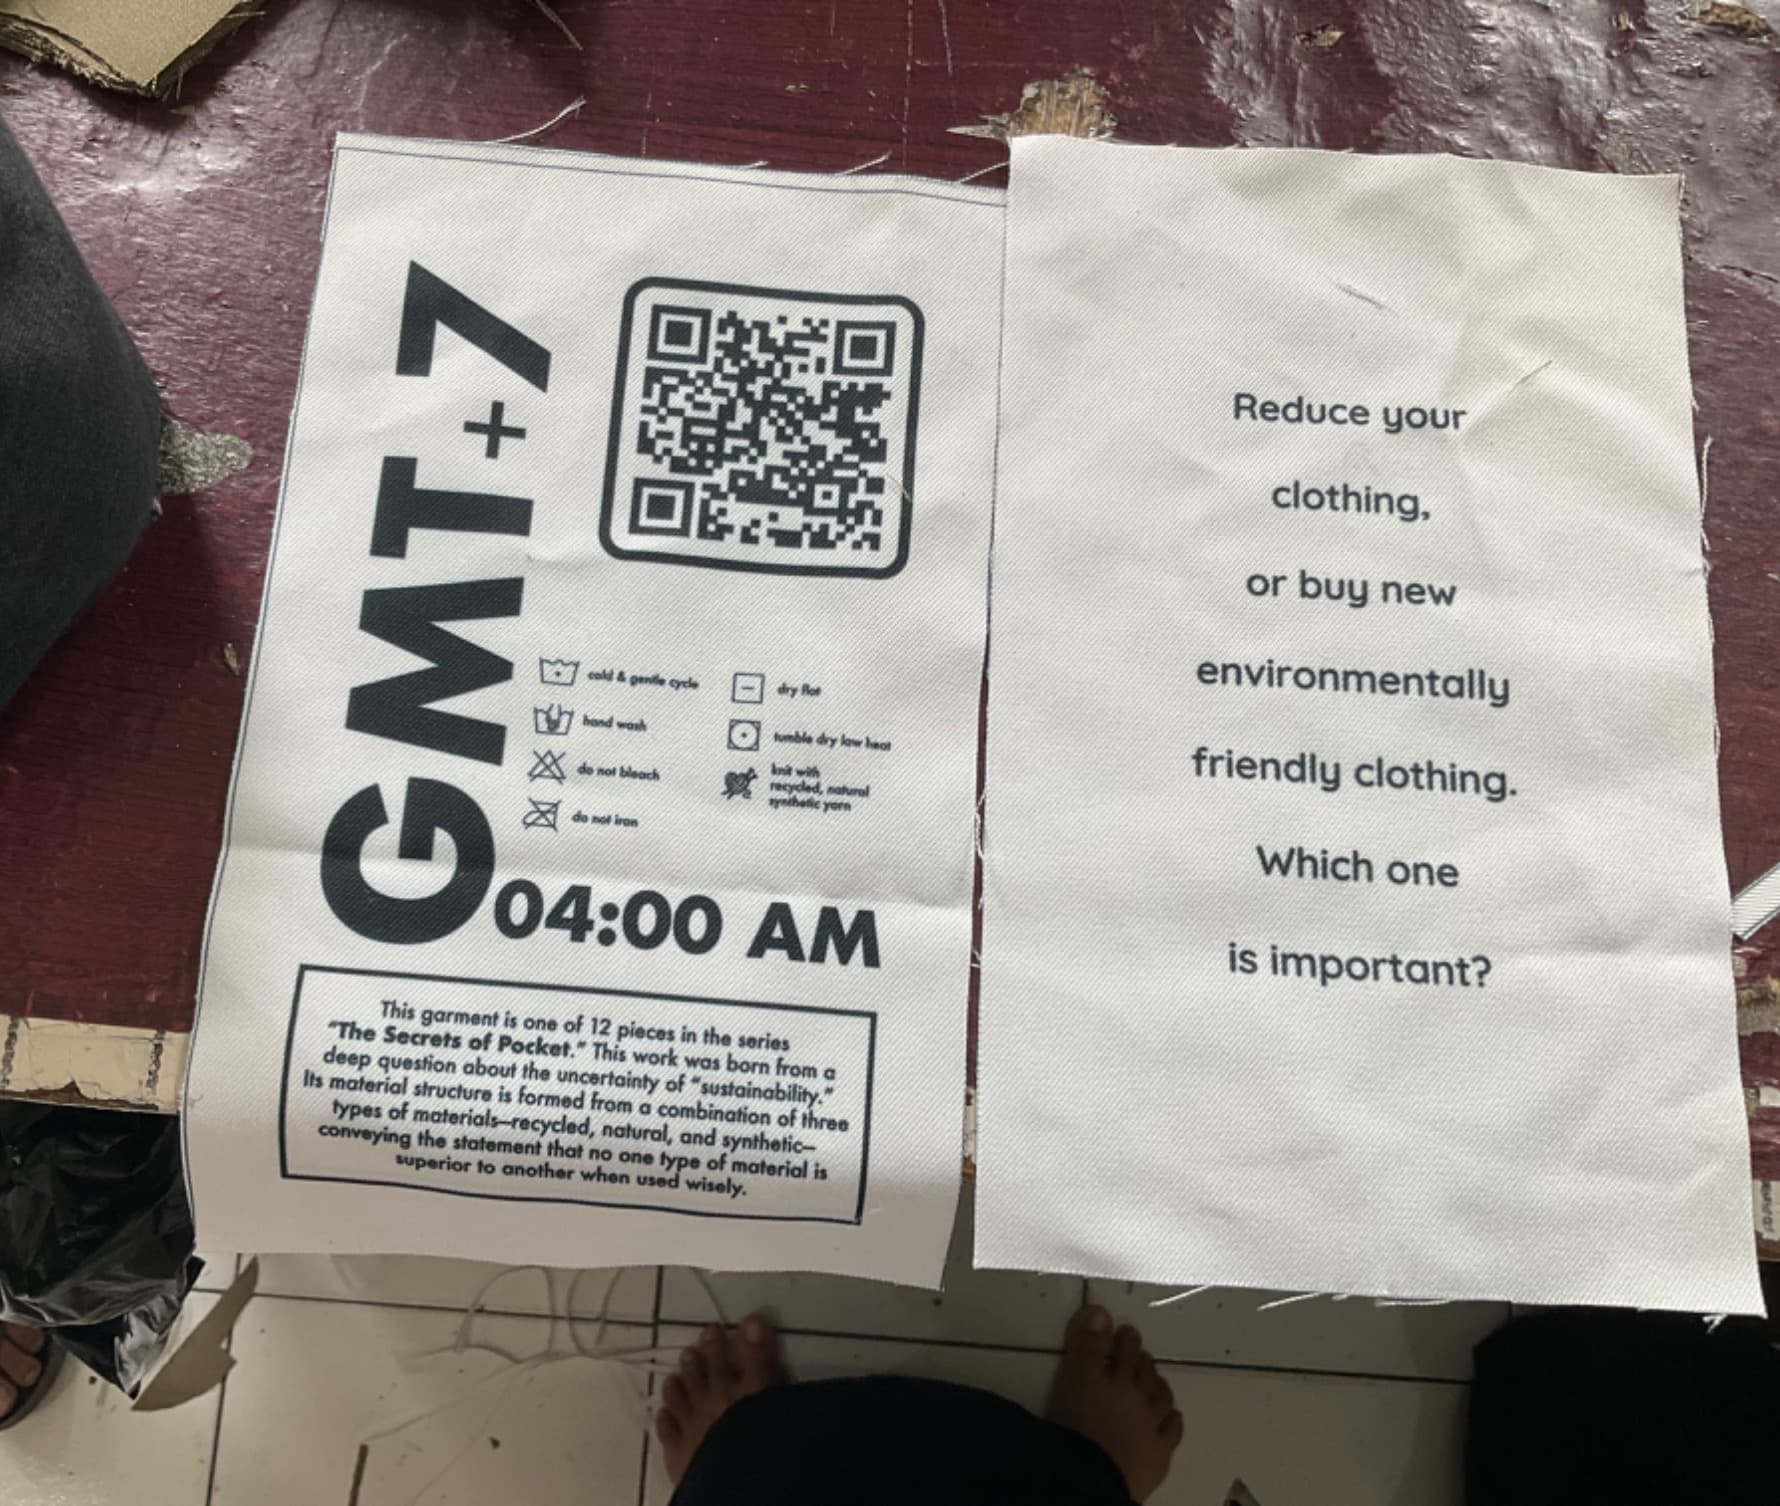 GMT+7
cold & gentle cycle
hand wash
do not bleach
do not iron
dry flat
tumble dry low heat
knit with
recycled, natural
synthetic yarn
04:00 AM
This garment is one of 12 pieces in the series
“The Secrets of Pocket.” This work was born from a
deep question about the uncertainty of “sustainability.”
Its material structure is formed from a combination of three
types of materials—recycled, natural, and synthetic—
conveying the statement that no one type of material is
superior to another when used wisely.
Reduce your
clothing,
or buy new
environmentally
friendly clothing.
Which one
is important?